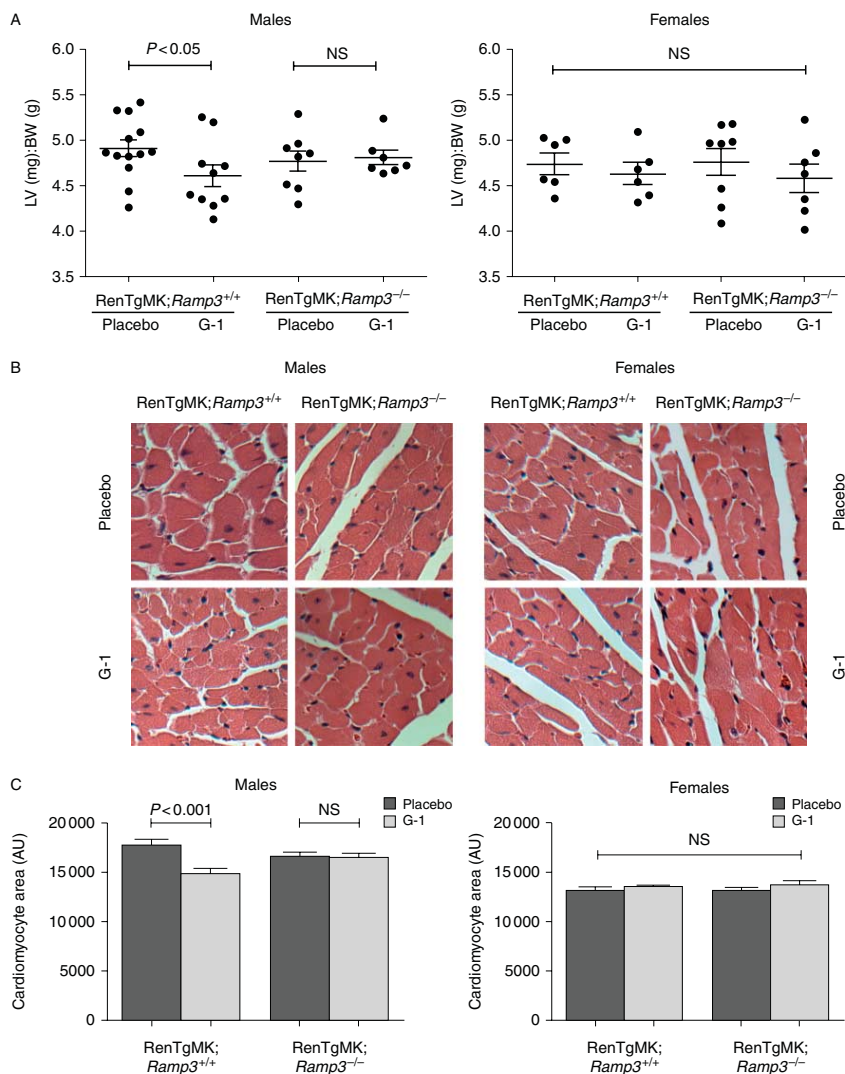 A
Males
Females
LV (mg):BW (g)
6.0
5.5
5.0
4.5
4.0
3.5
P < 0.05
NS
RenTgMK;Ramp3+/+
RenTgMK;Ramp3–/–
Placebo
G-1
Placebo
G-1
LV (mg):BW (g)
6.0
5.5
5.0
4.5
4.0
3.5
NS
RenTgMK;Ramp3+/+
RenTgMK;Ramp3–/–
Placebo
G-1
Placebo
G-1
B
Males
Females
RenTgMK;Ramp3+/+
RenTgMK;Ramp3–/–
RenTgMK;Ramp3+/+
RenTgMK;Ramp3–/–
Placebo
Placebo
G-1
G-1
C
Males
Females
Cardiomyocyte area (AU)
20 000
15 000
10 000
5000
0
P < 0.001
NS
Placebo
G-1
RenTgMK;
Ramp3+/+
RenTgMK;
Ramp3–/–
Cardiomyocyte area (AU)
20 000
15 000
10 000
5000
0
NS
Placebo
G-1
RenTgMK;
Ramp3+/+
RenTgMK;
Ramp3–/–